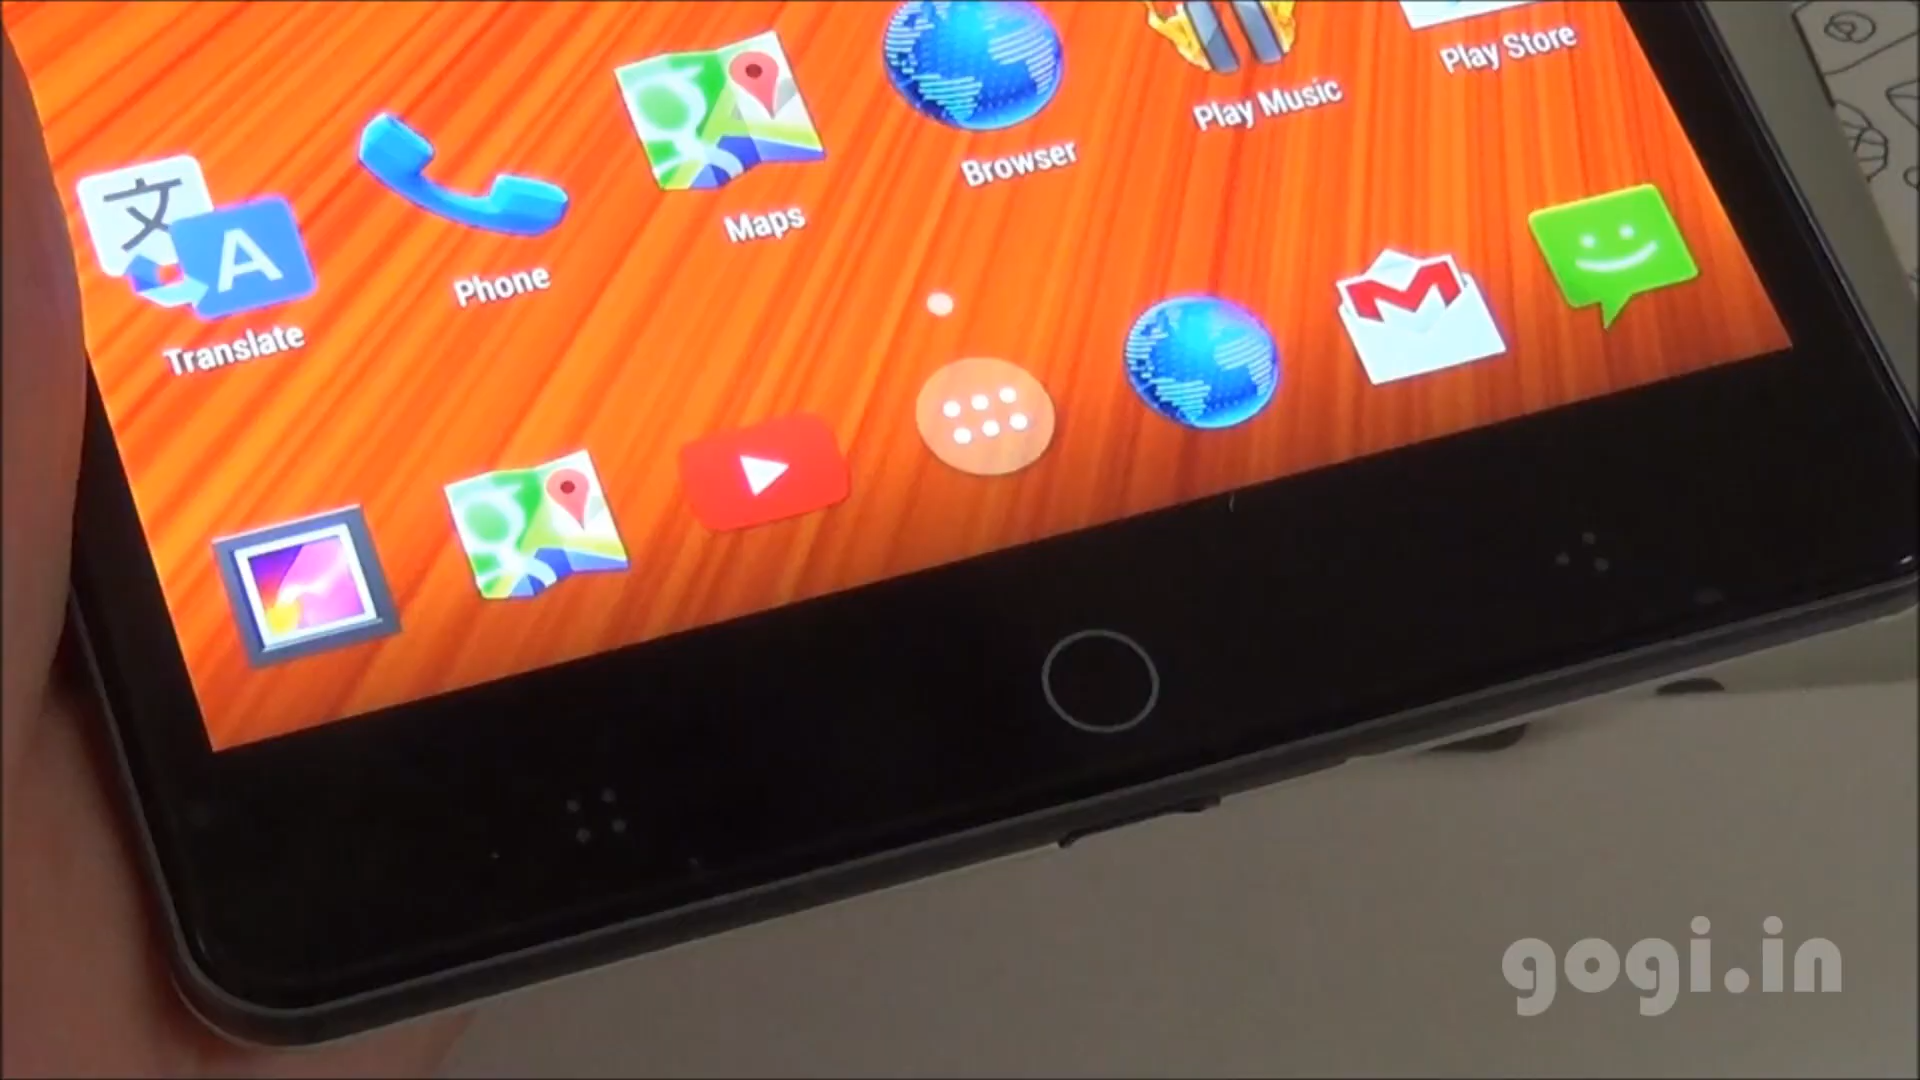 Play Store
Play Music
Browser
Maps
Phone
Translate
文
A
gogi.in